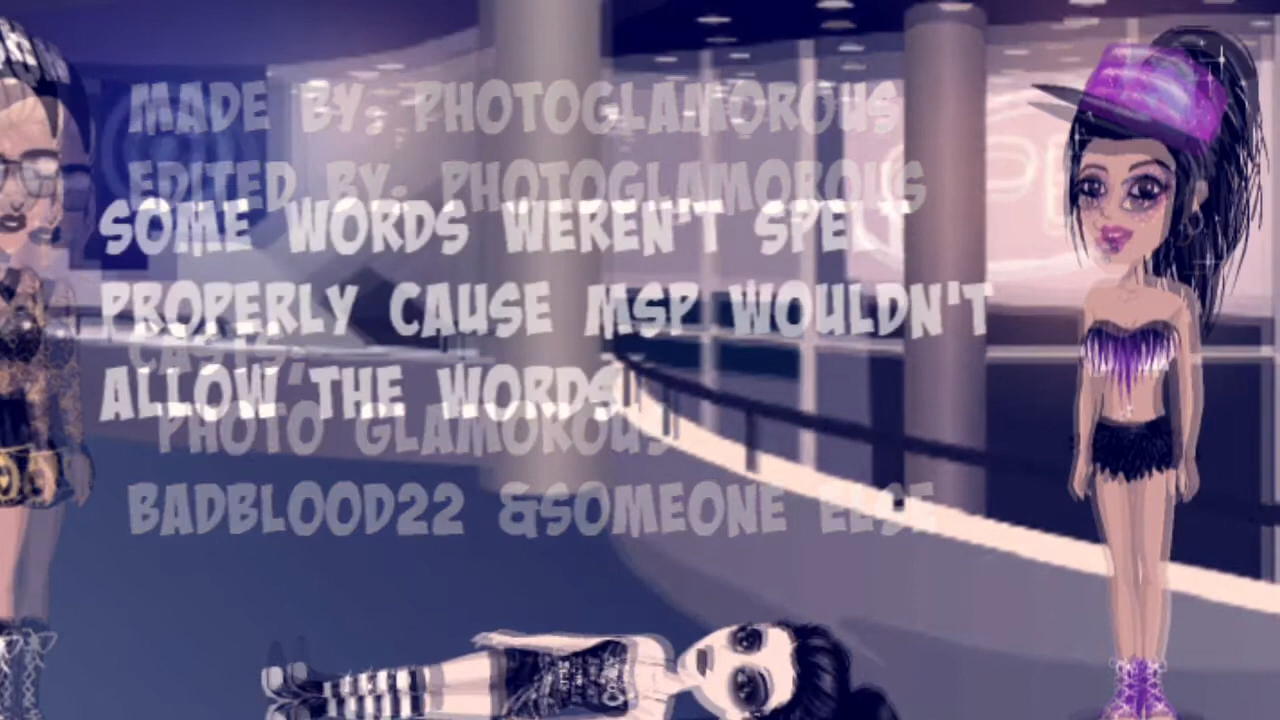 MADE BY: PHOTOGLAMOROUS
EDITED BY: PHOTOGLAMOROUS
SOME WORDS WEREN'T SPELT
PROPERLY CAUSE MSP WOULDN'T
ALLOW THE WORDS
CASTS:
PHOTO GLAMOROUS
BADBLOOD22 &SOMEONE ELSE